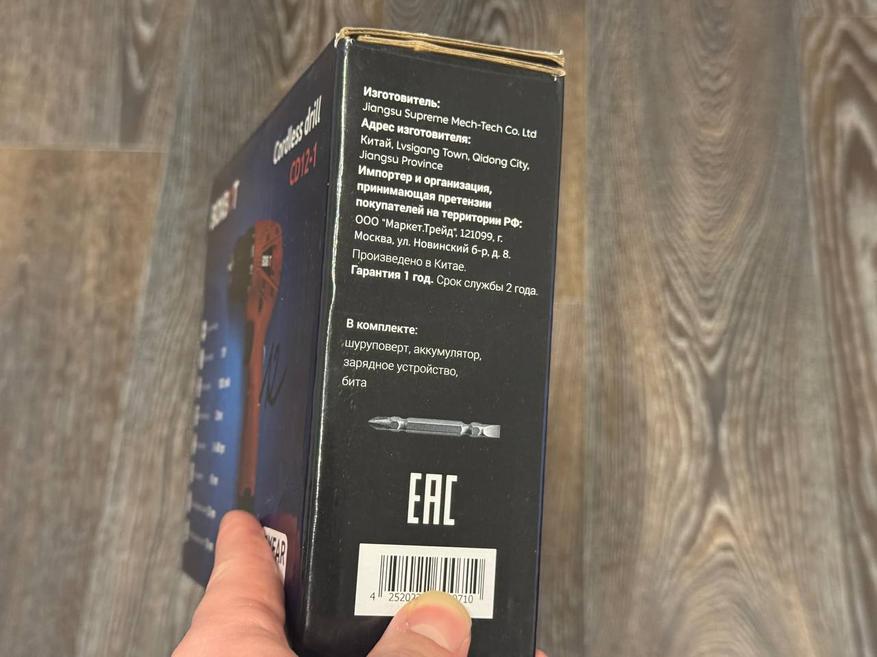 Cordless drill
CD12-1
Изготовитель:
Jiangsu Supreme Mech-Tech Co. Ltd
Адрес изготовителя:
Китай, Lvsigang Town, Qidong City,
Jiangsu Province
Импортер и организация,
принимающая претензии
покупателей на территории РФ:
ООО "Маркет.Трейд", 121099, г.
Москва, ул. Новинский б-р, д. 8.
Произведено в Китае.
Гарантия 1 год. Срок службы 2 года.
В комплекте:
шуруповерт, аккумулятор,
зарядное устройство,
бита
EAC